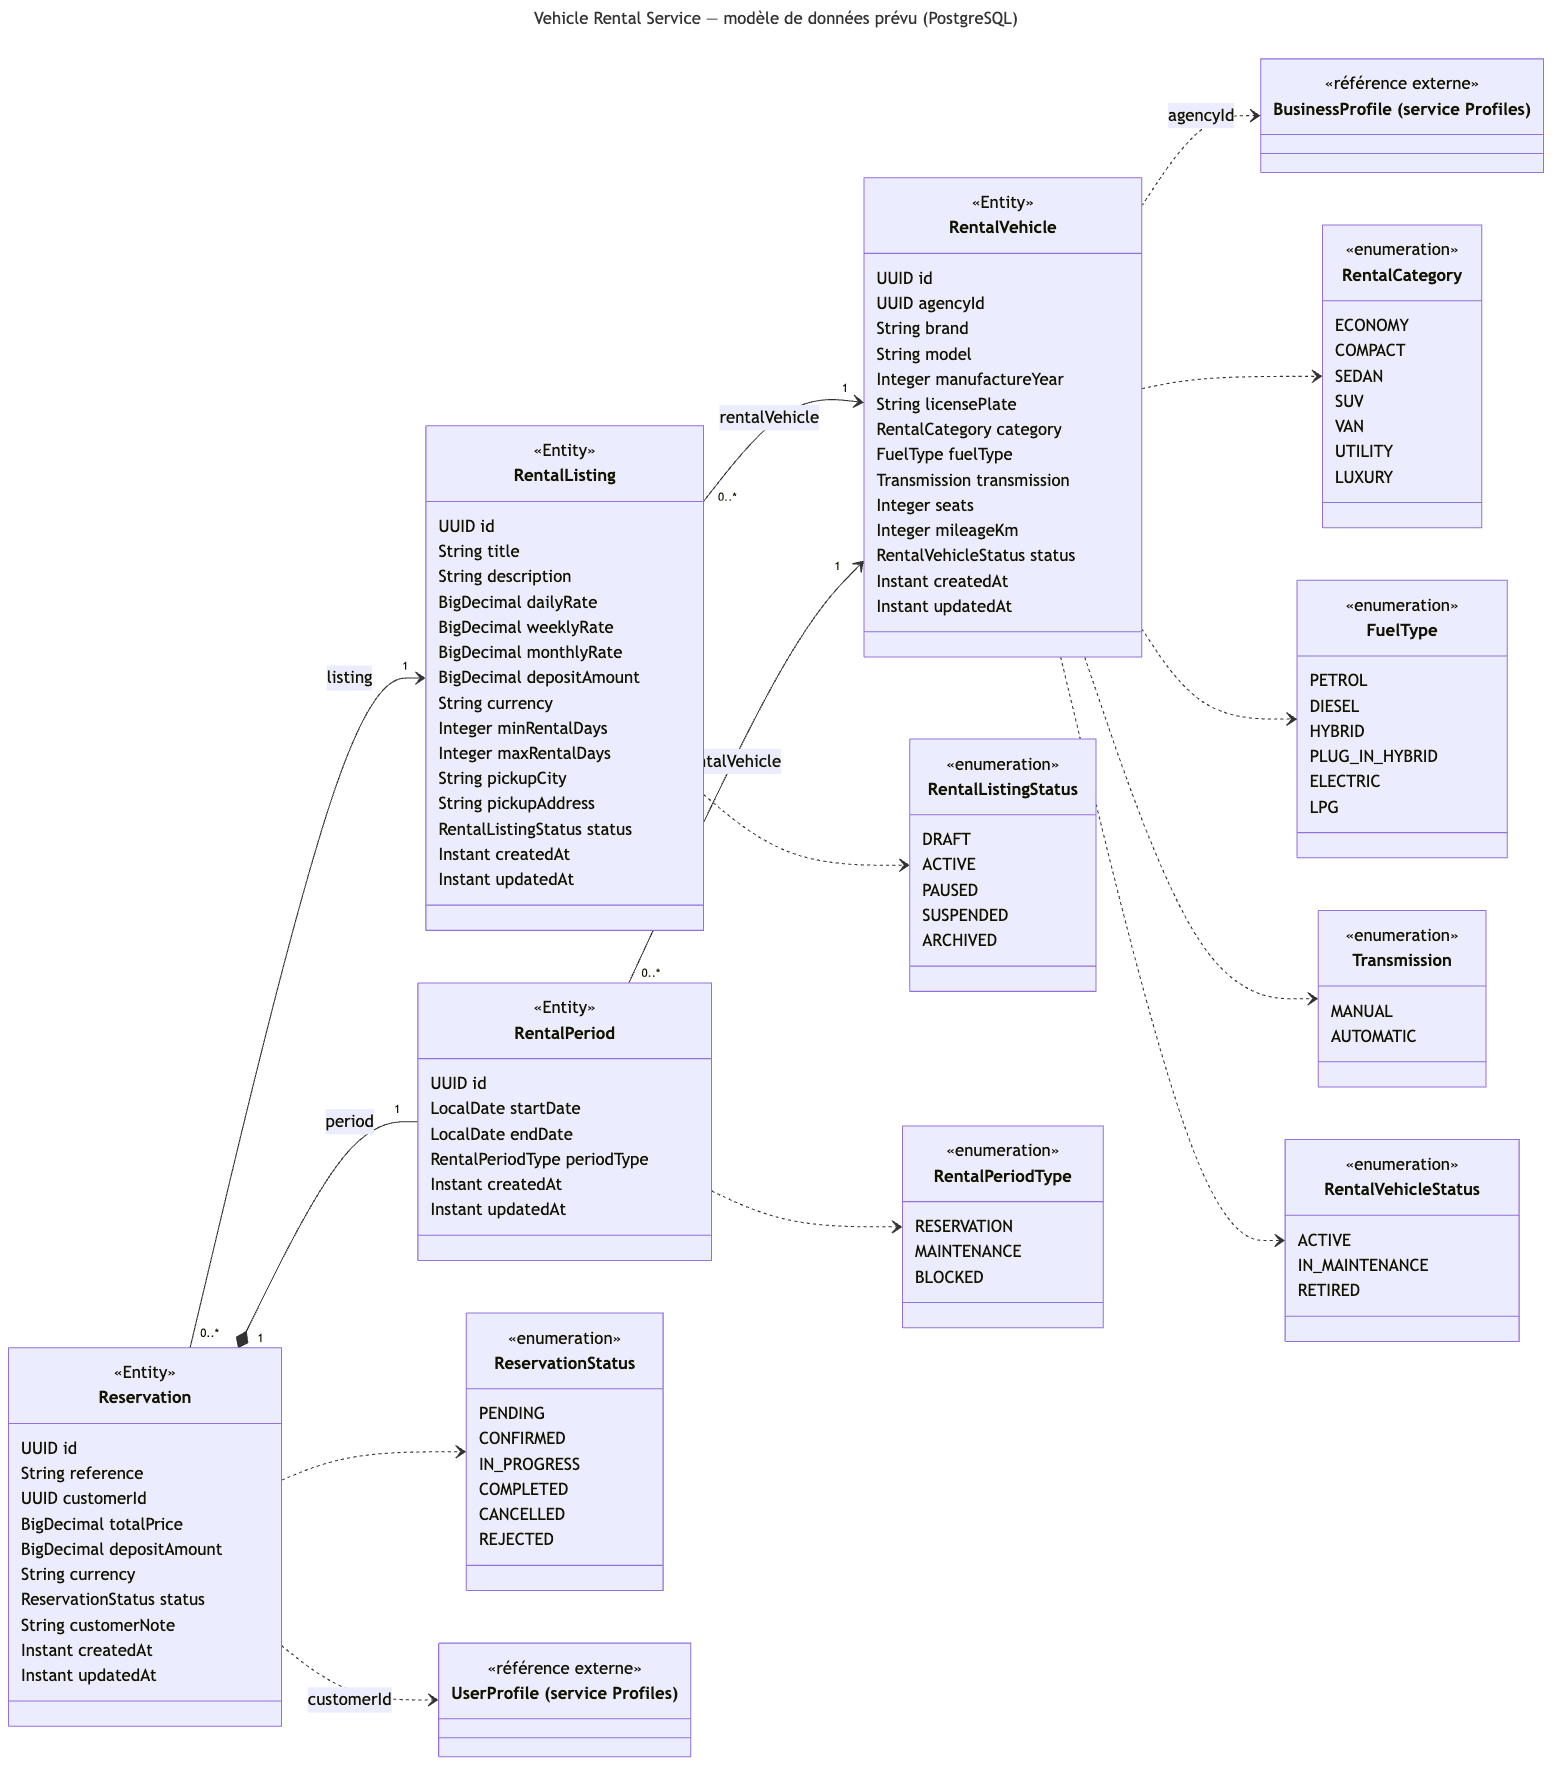 Vehicle Rental Service — modèle de données prévu (PostgreSQL)
«référence externe»
BusinessProfile (service Profiles)
agencyId
«Entity»
RentalVehicle
UUID id
UUID agencyId
String brand
String model
Integer manufactureYear
String licensePlate
RentalCategory category
FuelType fuelType
Transmission transmission
Integer seats
Integer mileageKm
RentalVehicleStatus status
Instant createdAt
Instant updatedAt
«enumeration»
RentalCategory
ECONOMY
COMPACT
SEDAN
SUV
VAN
UTILITY
LUXURY
1
rentalVehicle
0..*
«Entity»
RentalListing
UUID id
String title
String description
BigDecimal dailyRate
BigDecimal weeklyRate
BigDecimal monthlyRate
BigDecimal depositAmount
String currency
Integer minRentalDays
Integer maxRentalDays
String pickupCity
String pickupAddress
RentalListingStatus status
Instant createdAt
Instant updatedAt
1
«enumeration»
FuelType
PETROL
DIESEL
HYBRID
PLUG_IN_HYBRID
ELECTRIC
LPG
1
listing
talVehicle
«enumeration»
RentalListingStatus
DRAFT
ACTIVE
PAUSED
SUSPENDED
ARCHIVED
«enumeration»
Transmission
MANUAL
AUTOMATIC
0..*
«Entity»
RentalPeriod
UUID id
LocalDate startDate
LocalDate endDate
RentalPeriodType periodType
Instant createdAt
Instant updatedAt
1
period
«enumeration»
RentalPeriodType
RESERVATION
MAINTENANCE
BLOCKED
«enumeration»
RentalVehicleStatus
ACTIVE
IN_MAINTENANCE
RETIRED
0..*
1
«Entity»
Reservation
UUID id
String reference
UUID customerId
BigDecimal totalPrice
BigDecimal depositAmount
String currency
ReservationStatus status
String customerNote
Instant createdAt
Instant updatedAt
«enumeration»
ReservationStatus
PENDING
CONFIRMED
IN_PROGRESS
COMPLETED
CANCELLED
REJECTED
customerId
«référence externe»
UserProfile (service Profiles)